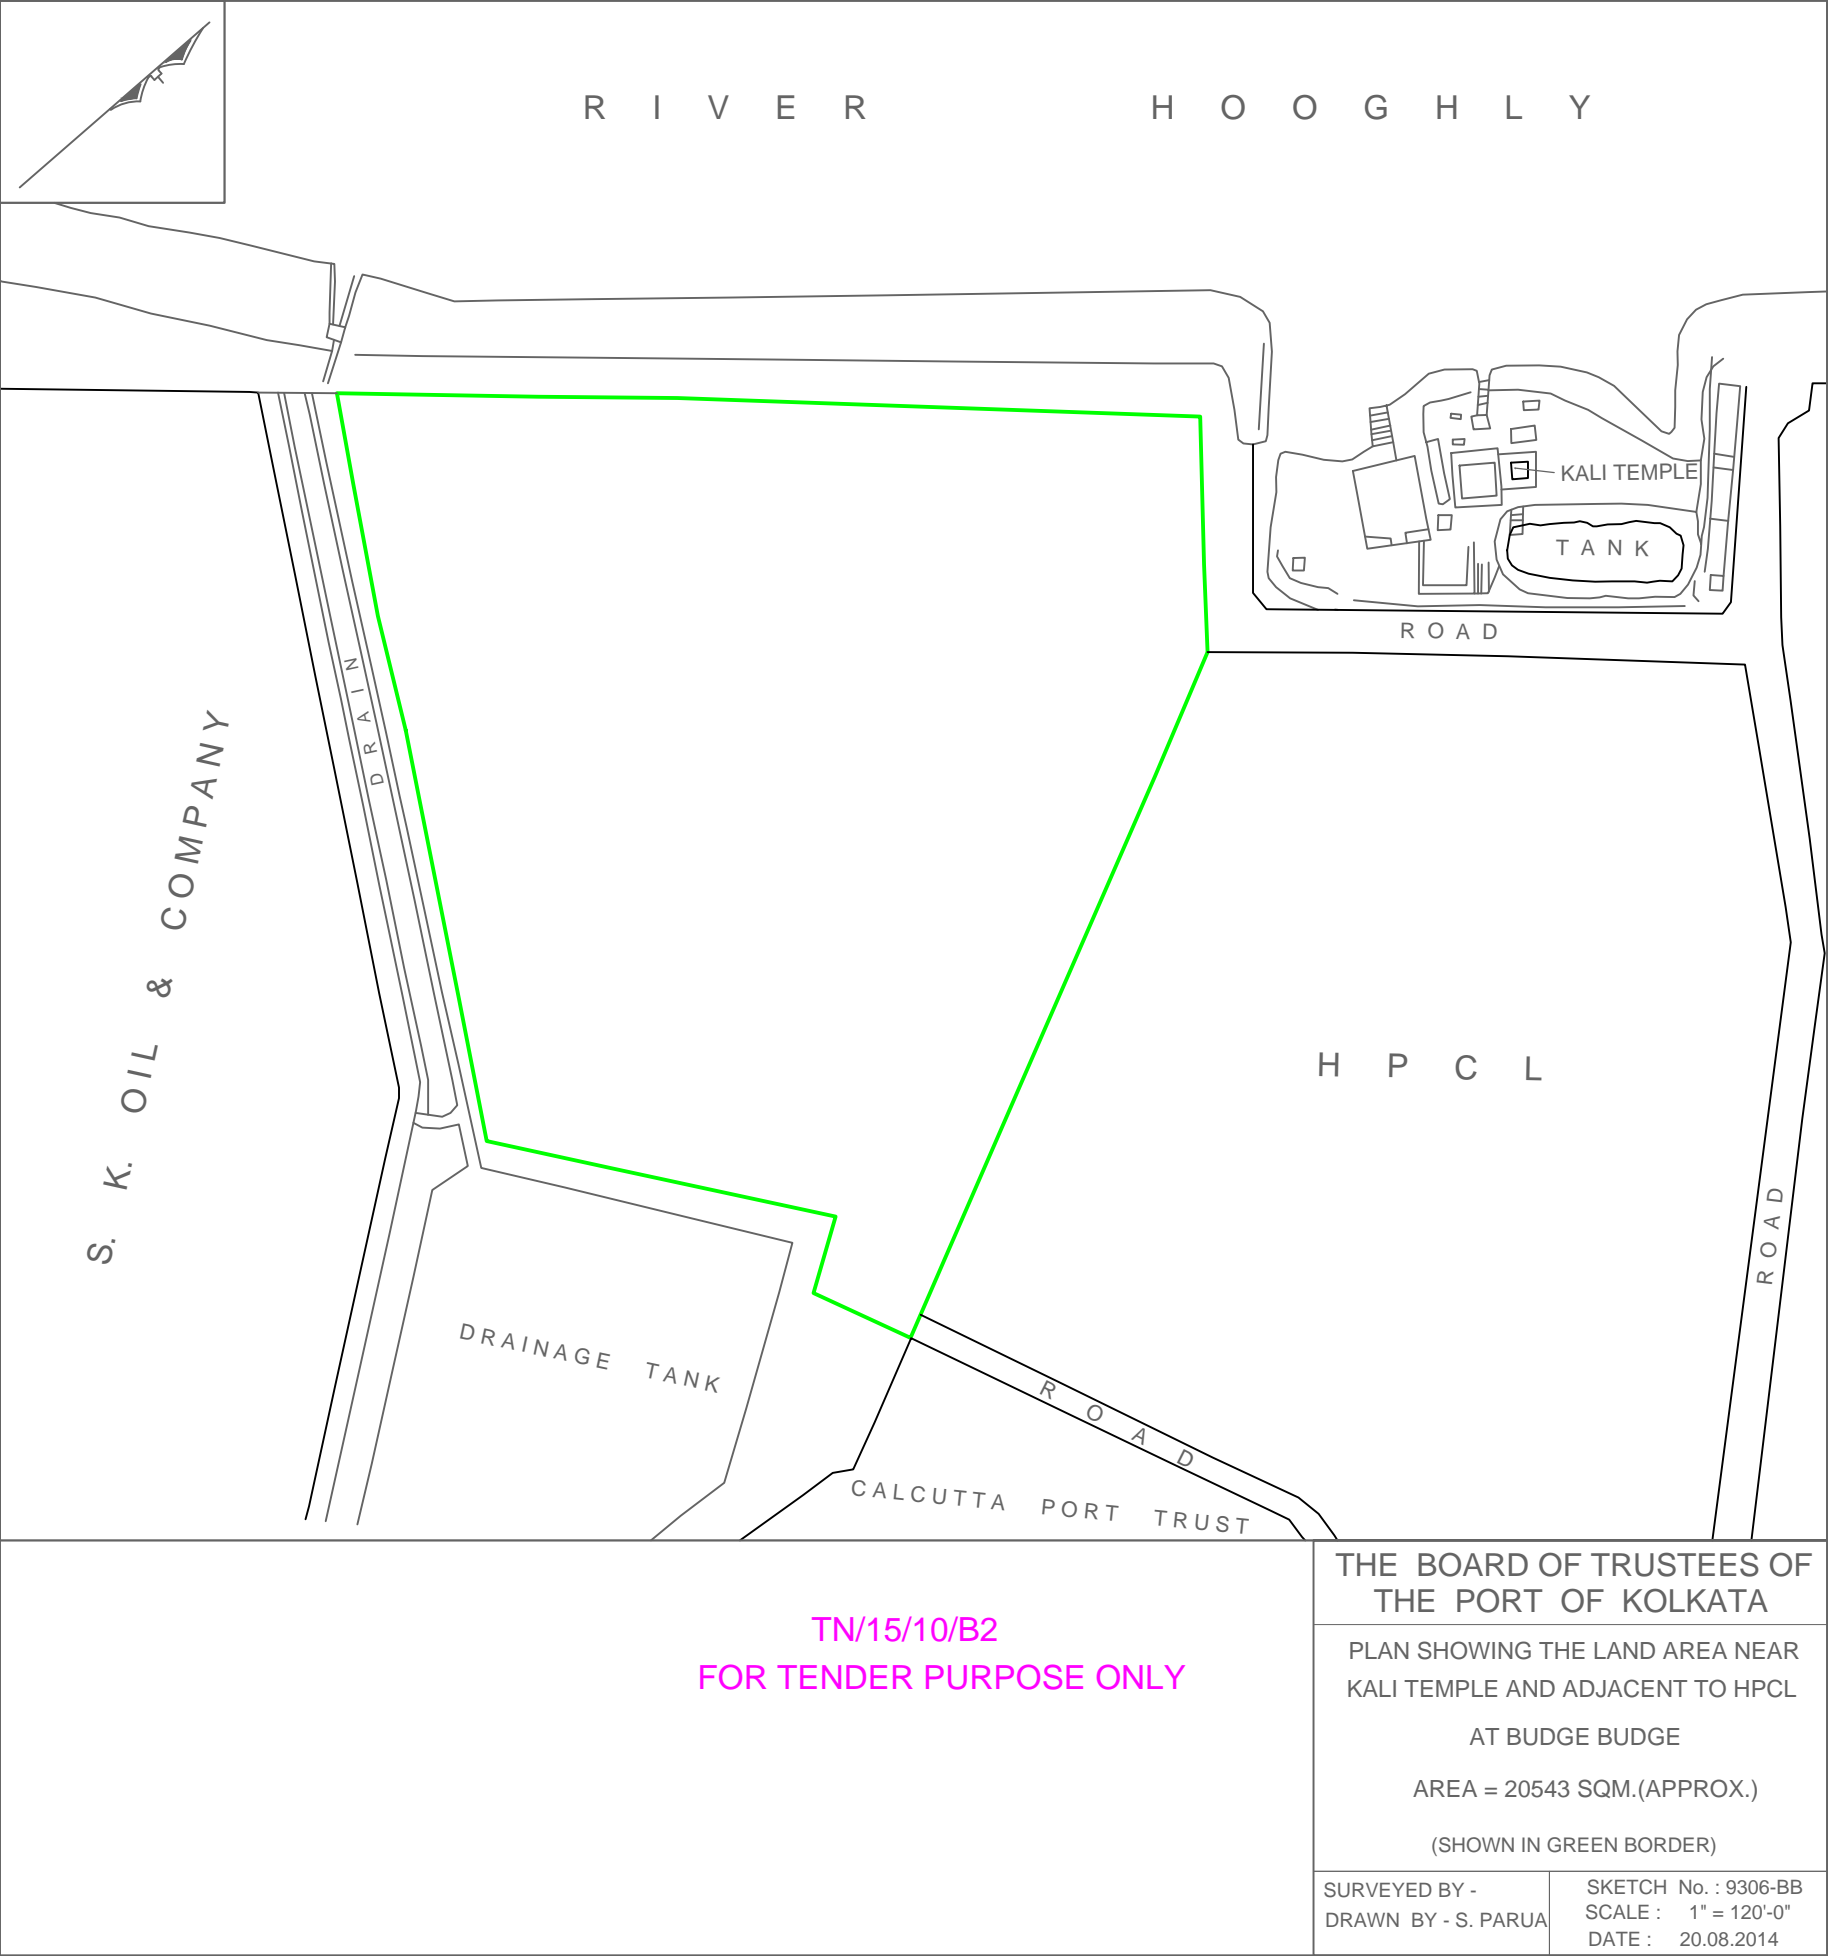 RIVER HOOGHLY
KALI TEMPLE
TANK
ROAD
DRAIN
S. K. OIL & COMPANY
HPCL
ROAD
DRAINAGE TANK
ROAD
CALCUTTA PORT TRUST
TN/15/10/B2
FOR TENDER PURPOSE ONLY
THE BOARD OF TRUSTEES OF
THE PORT OF KOLKATA
PLAN SHOWING THE LAND AREA NEAR
KALI TEMPLE AND ADJACENT TO HPCL
AT BUDGE BUDGE
AREA = 20543 SQM.(APPROX.)
(SHOWN IN GREEN BORDER)
SURVEYED BY -
DRAWN BY - S. PARUA
SKETCH No. : 9306-BB
SCALE : 1" = 120'-0"
DATE : 20.08.2014